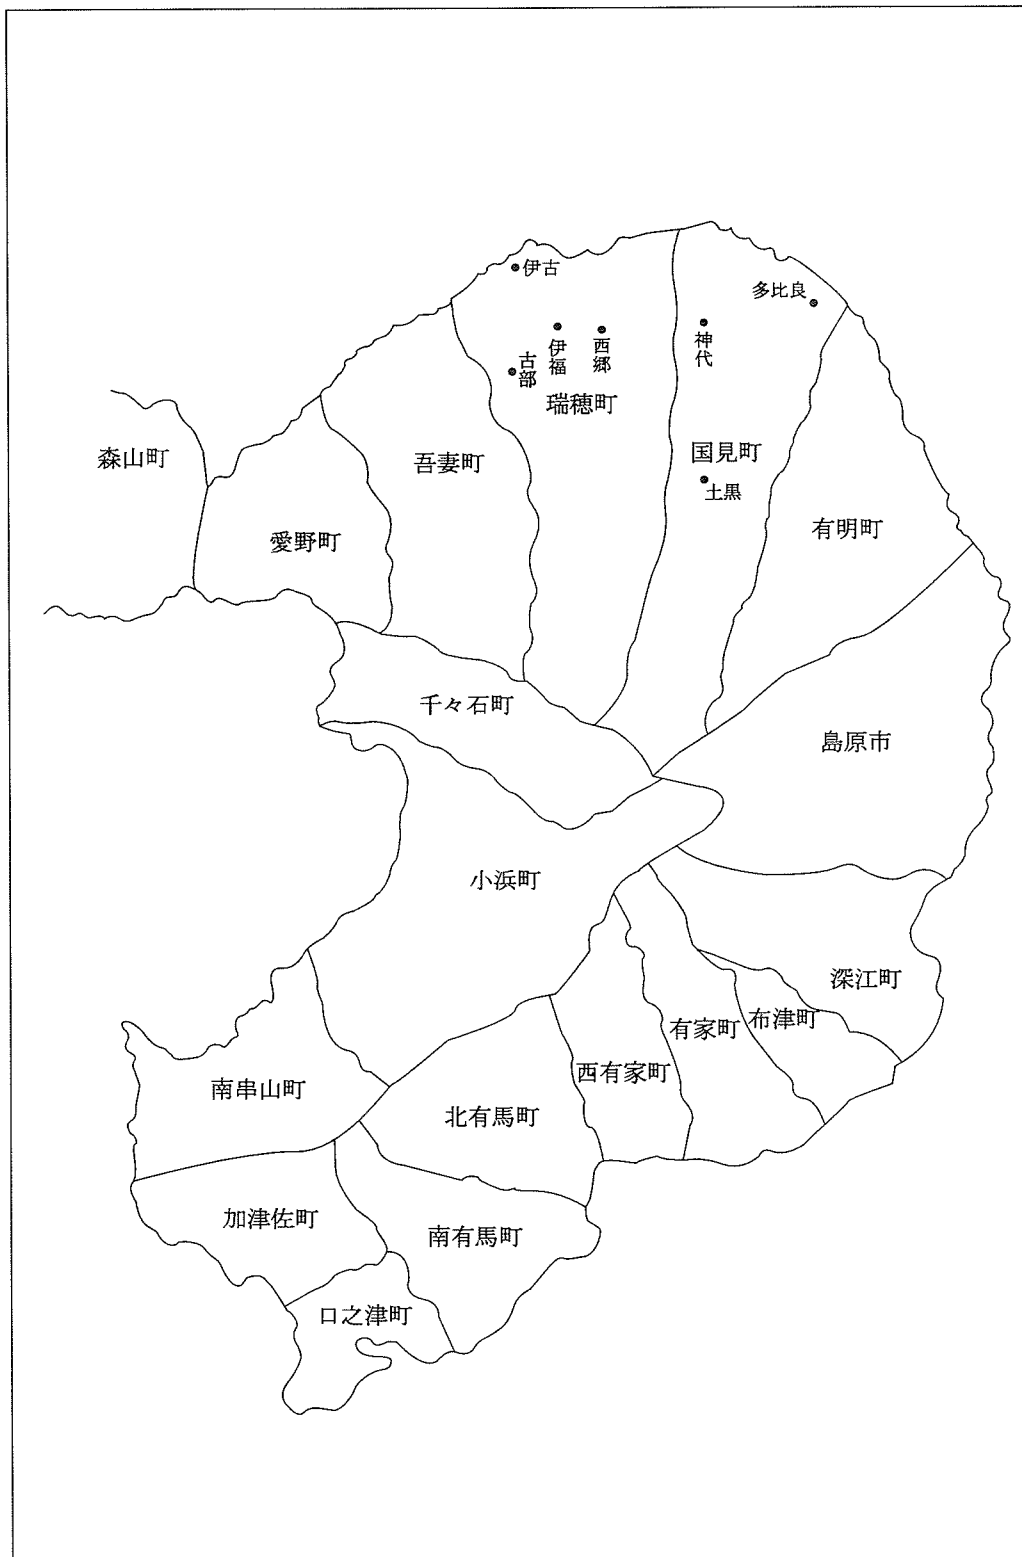 伊古
多比良
伊福
西郷
神代
古部
瑞穂町
国見町
土黒
森山町
吾妻町
愛野町
有明町
千々石町
島原市
小浜町
深江町
布津町
有家町
西有家町
南串山町
北有馬町
加津佐町
南有馬町
口之津町